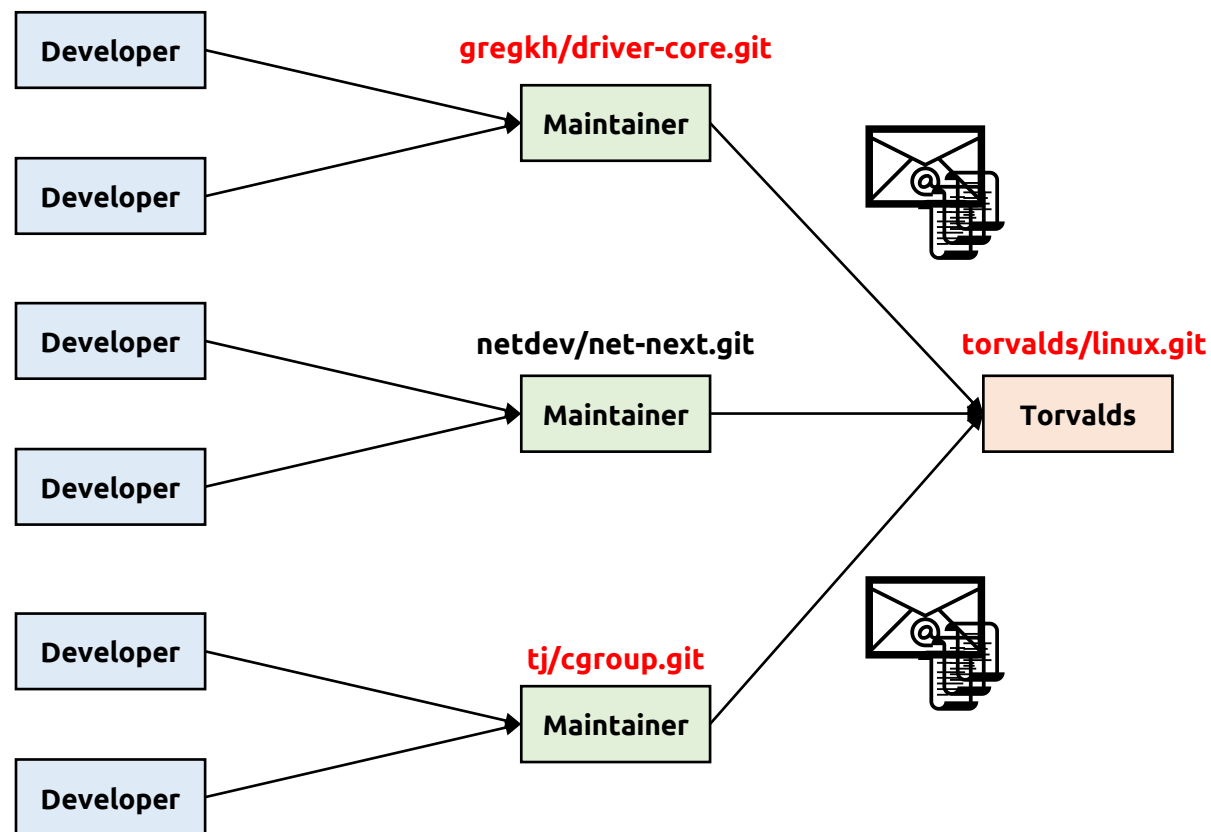 Developer
gregkh/driver-core.git
Maintainer
Developer
@
Developer
netdev/net-next.git
torvalds/linux.git
Maintainer
Torvalds
Developer
@
Developer
tj/cgroup.git
Maintainer
Developer